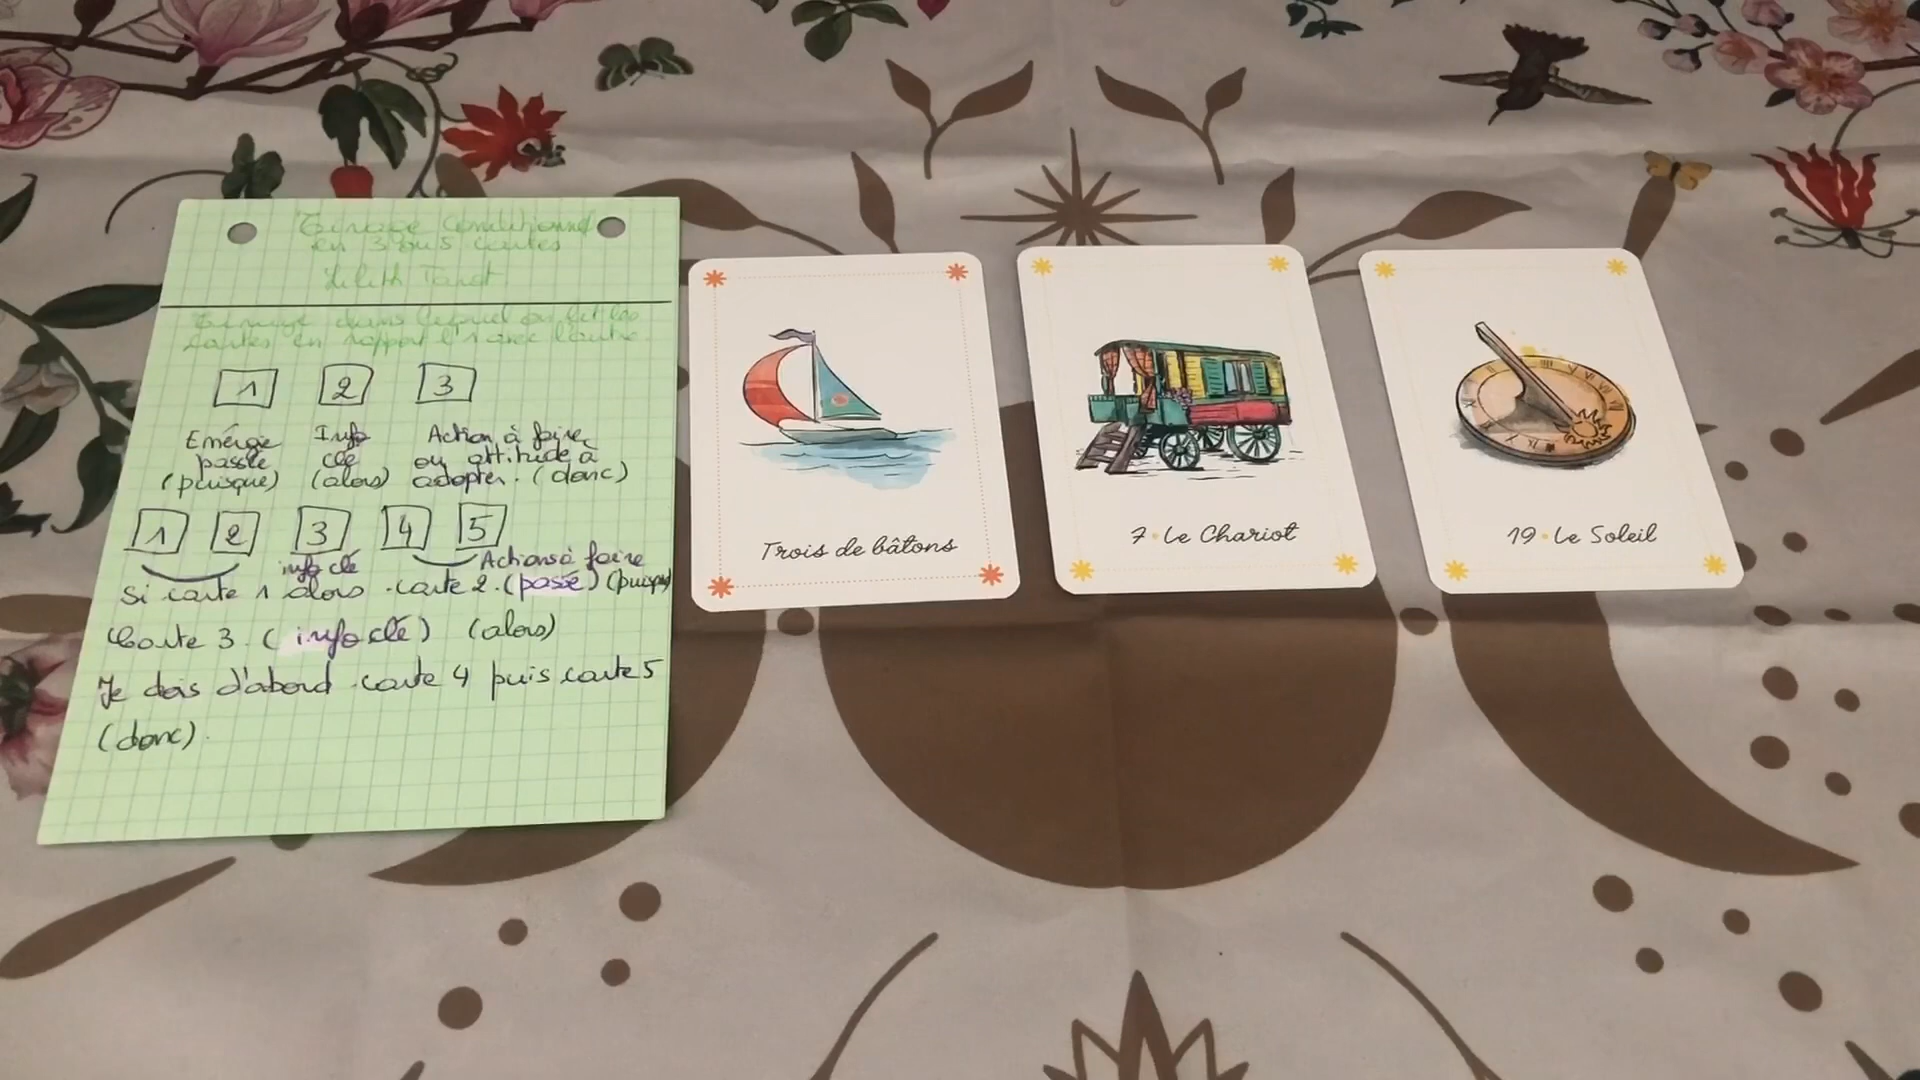 Tirage conditionnel
en 3 ou 5 cartes
Lilith Tarot
Tirage dans lequel on lit les
cartes en rapport l'1 avec l'autre.
1 2 3
Emerge Info Action à faire
passée clé ou attitude à
(puisque) (alors) adopter. (donc)
1 2 3 4 5
info clé Actions à faire
Si carte 1 alors carte 2. (passé) (puisq
Carte 3. (info clé) (alors)
Je dois d'abord carte 4 puis carte 5
(donc).
Trois de bâtons
7 • Le Chariot
19 • Le Soleil